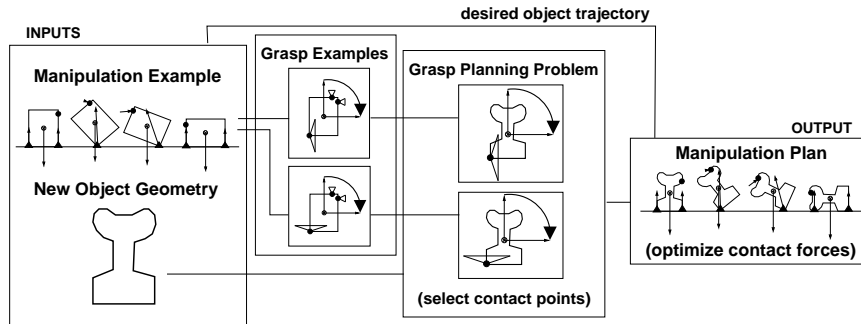 desired object trajectory
INPUTS
Manipulation Example
New Object Geometry
Grasp Examples
Grasp Planning Problem
(select contact points)
OUTPUT
Manipulation Plan
(optimize contact forces)